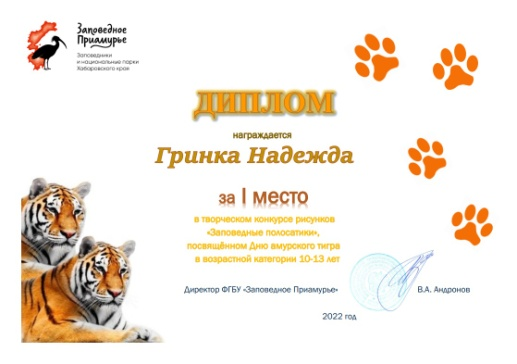 Заповедное
Приамурье
Заповедники
и национальные парки
Хабаровского края
ДИПЛОМ
награждается
Гринка Надежда
за I место
в творческом конкурсе рисунков
«Заповедные полосатики»,
посвящённом Дню амурского тигра
в возрастной категории 10-13 лет
Директор ФГБУ «Заповедное Приамурье»
В.А. Андронов
2022 год